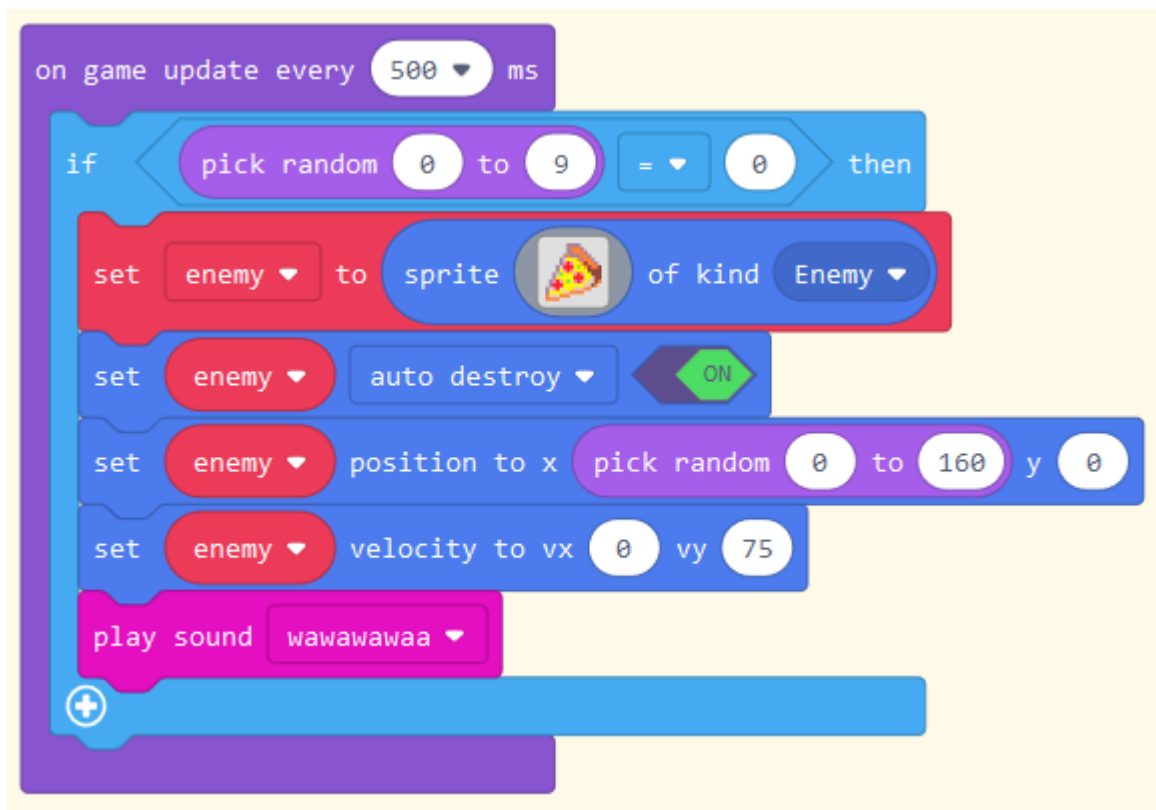 on game update every 500 ms
if pick random 0 to 9 = 0 then
set enemy to sprite of kind Enemy
set enemy auto destroy ON
set enemy position to x pick random 0 to 160 y 0
set enemy velocity to vx 0 vy 75
play sound wawawawaa